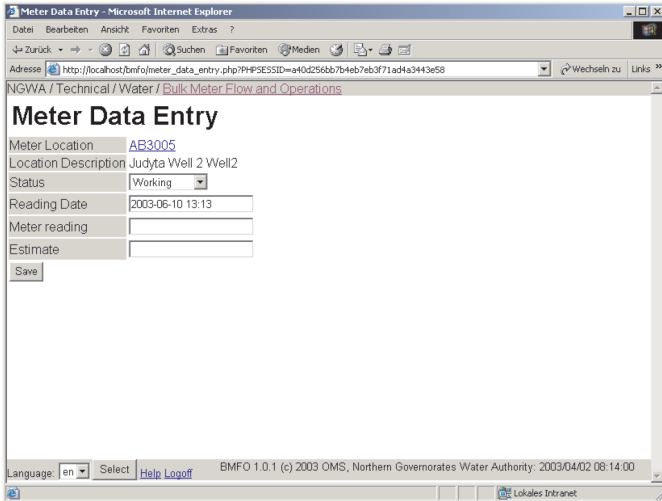 Meter Data Entry - Microsoft Internet Explorer
Datei Bearbeiten Ansicht Favoriten Extras ?
Zurück Suchen Favoriten Medien
Adresse http://localhost/bmfo/meter_data_entry.php?PHPSESSID=a40d256bb7b4eb7eb3f71ad4a3443e58 Wechseln zu Links »
NGWA / Technical / Water / Bulk Meter Flow and Operations
Meter Data Entry
Meter Location AB3005
Location Description Judyta Well 2 Well2
Status Working
Reading Date 2003-06-10 13:13
Meter reading
Estimate
Save
Language: en Select Help Logoff BMFO 1.0.1 (c) 2003 OMS, Northern Governorates Water Authority: 2003/04/02 08:14:00
Lokales Intranet